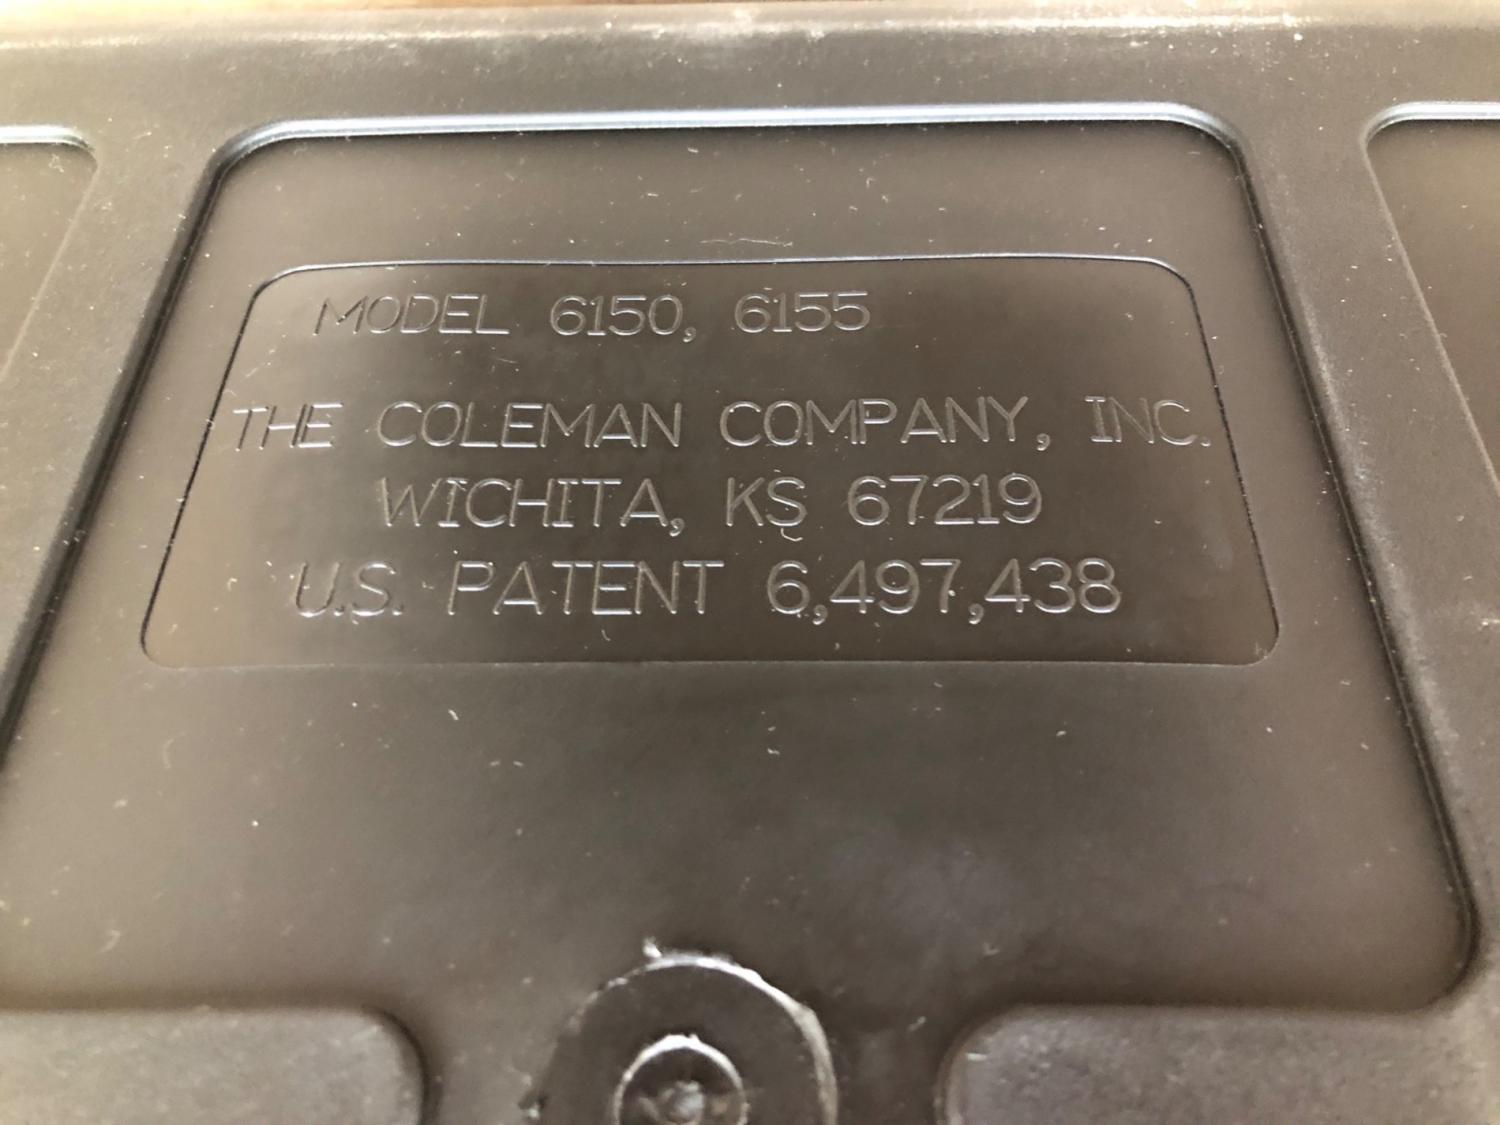 MODEL 6150, 6155
THE COLEMAN COMPANY, INC.
WICHITA, KS 67219
U.S. PATENT 6,497,438